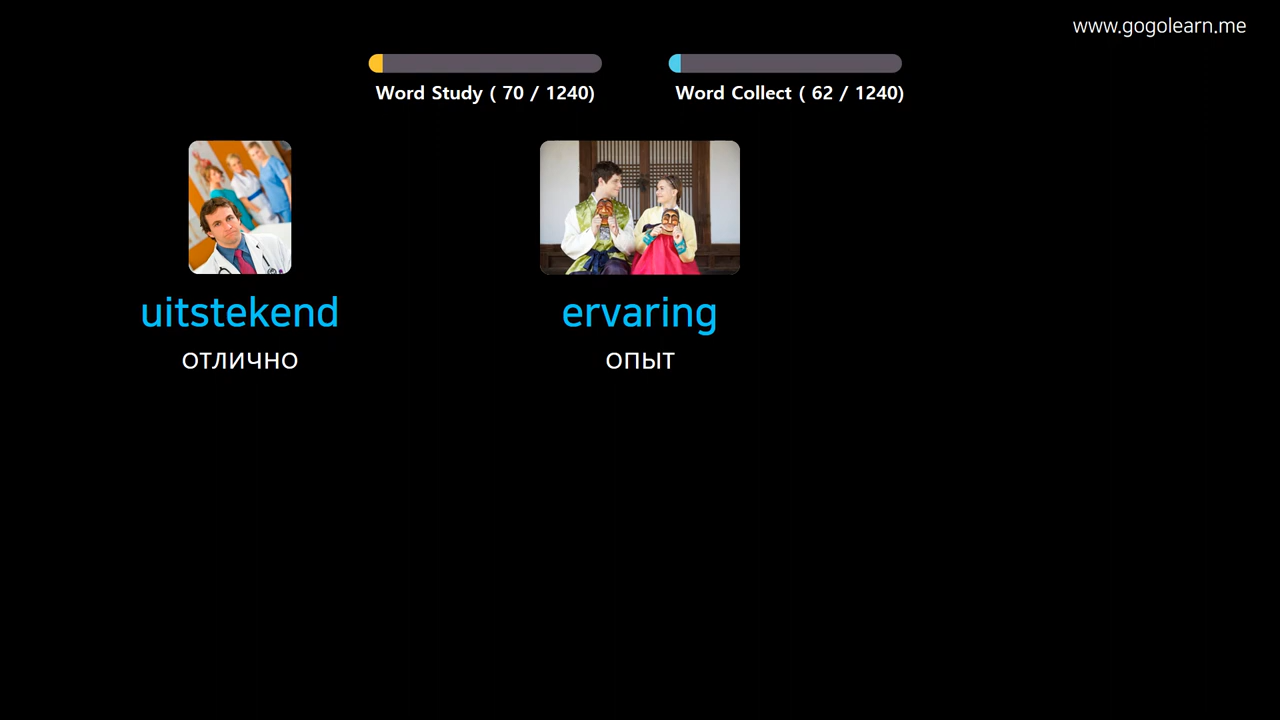 www.gogolearn.me
Word Study ( 70 / 1240)
Word Collect ( 62 / 1240)
uitstekend
отлично
ervaring
опыт